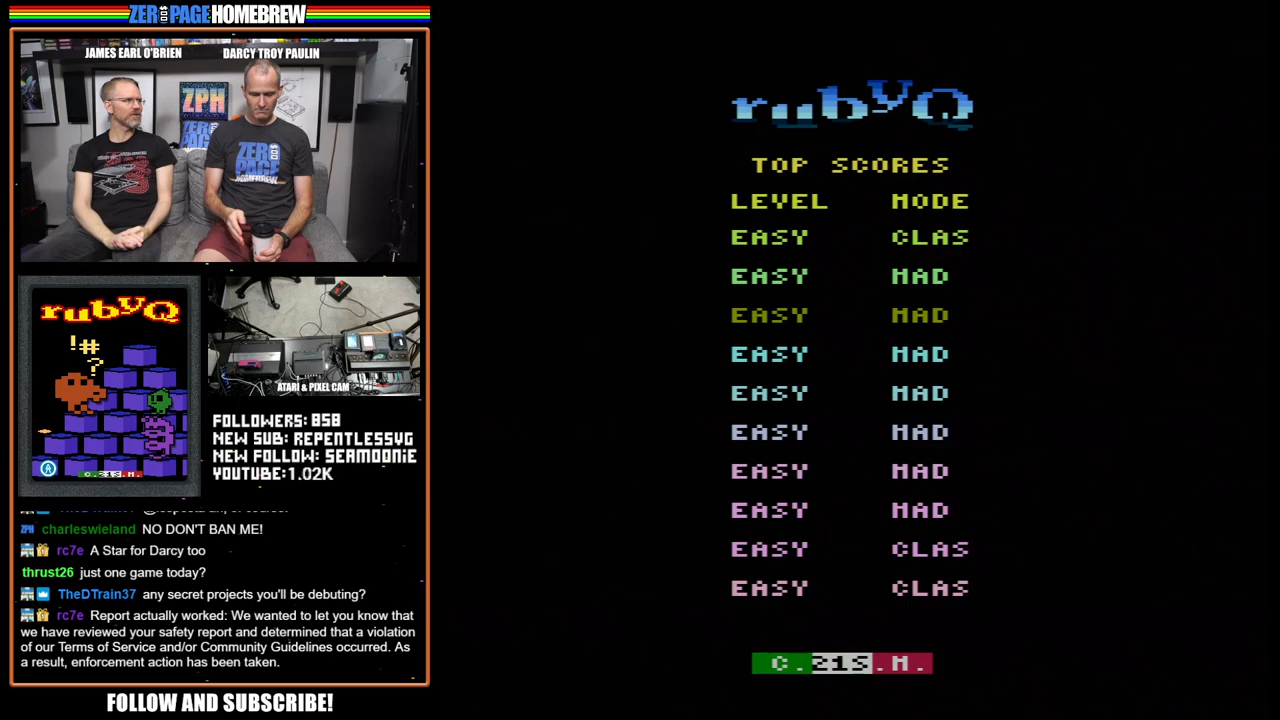 ZEROPAGE HOMEBREW
JAMES EARL O'BRIEN
DARCY TROY PAULIN
ZPH
ZERO
PAGE
HOMEBREW
rubyQ
!#
?
C.21S.M.
ATARI & PIXEL CAM
FOLLOWERS: 858
NEW SUB: REPENTLESSVG
NEW FOLLOW: SEAMOONIE
YOUTUBE:1.02K
charleswieland NO DON'T BAN ME!
rc7e A Star for Darcy too
thrust26 just one game today?
TheDTrain37 any secret projects you'll be debuting?
rc7e Report actually worked: We wanted to let you know that
we have reviewed your safety report and determined that a violation
of our Terms of Service and/or Community Guidelines occurred. As
a result, enforcement action has been taken.
FOLLOW AND SUBSCRIBE!
rubyQ
TOP SCORES
LEVEL MODE
EASY CLAS
EASY MAD
EASY MAD
EASY MAD
EASY MAD
EASY MAD
EASY MAD
EASY MAD
EASY CLAS
EASY CLAS
C.21S.M.